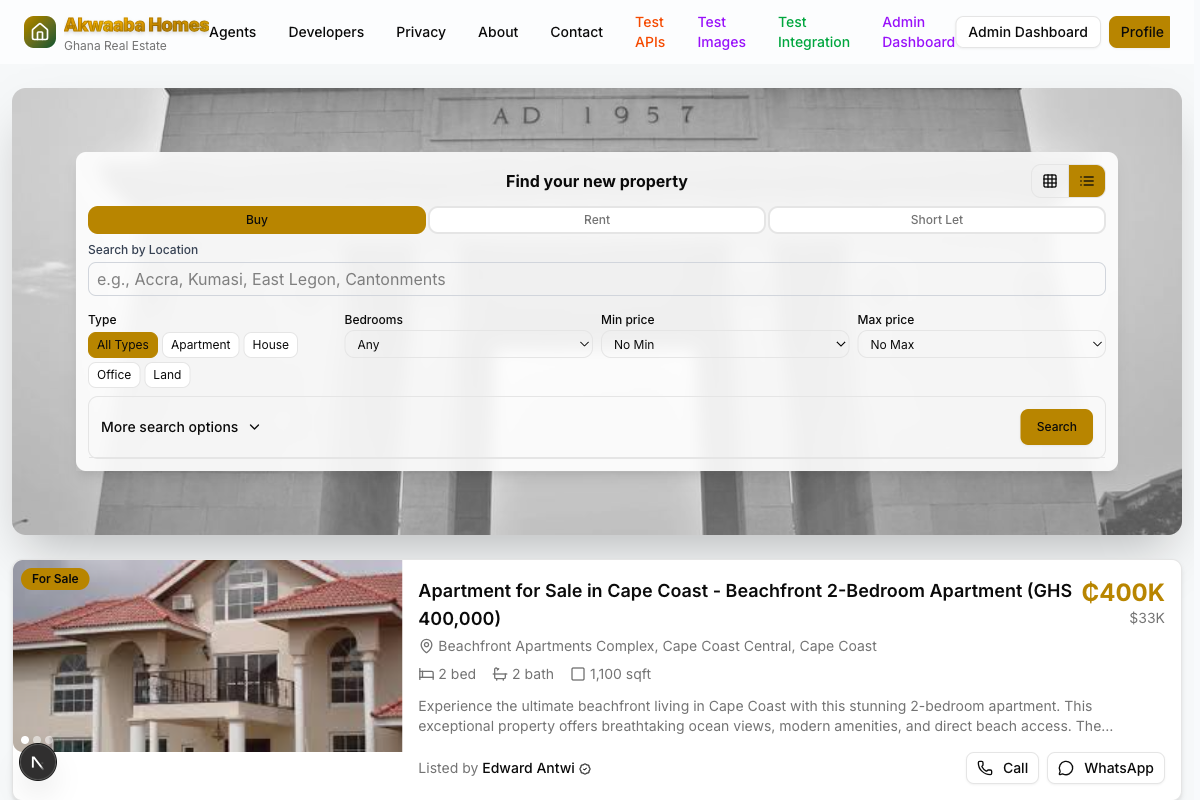 Akwaaba Homes
Ghana Real Estate
Agents
Developers
Privacy
About
Contact
Test
APIs
Test
Images
Test
Integration
Admin
Dashboard
Admin Dashboard
Profile
AD 1957
Find your new property
Buy
Rent
Short Let
Search by Location
e.g., Accra, Kumasi, East Legon, Cantonments
Type
Bedrooms
Min price
Max price
All Types
Apartment
House
Any
No Min
No Max
Office
Land
More search options
Search
For Sale
Apartment for Sale in Cape Coast - Beachfront 2-Bedroom Apartment (GHS
400,000)
₵400K
$33K
Beachfront Apartments Complex, Cape Coast Central, Cape Coast
2 bed
2 bath
1,100 sqft
Experience the ultimate beachfront living in Cape Coast with this stunning 2-bedroom apartment. This
exceptional property offers breathtaking ocean views, modern amenities, and direct beach access. The...
Listed by Edward Antwi
Call
WhatsApp